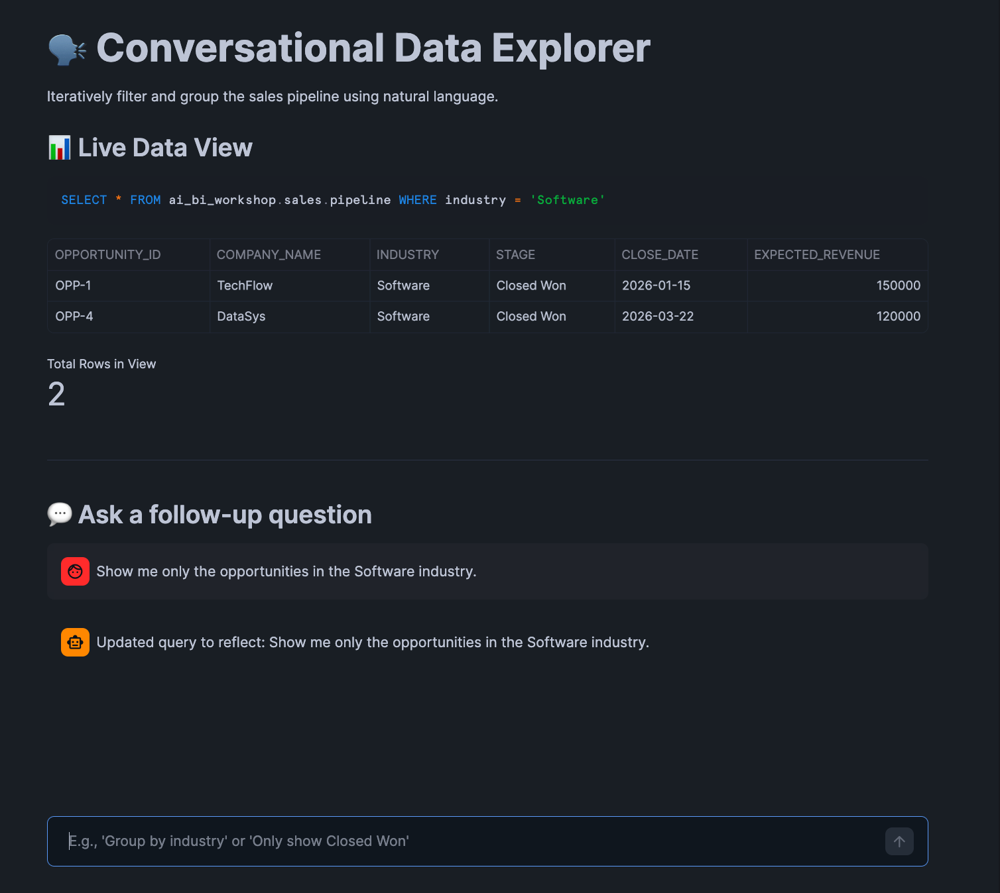 Conversational Data Explorer
Iteratively filter and group the sales pipeline using natural language.
Live Data View
SELECT * FROM ai_bi_workshop.sales.pipeline WHERE industry = 'Software'
OPPORTUNITY_ID COMPANY_NAME INDUSTRY STAGE CLOSE_DATE EXPECTED_REVENUE
OPP-1 TechFlow Software Closed Won 2026-01-15 150000
OPP-4 DataSys Software Closed Won 2026-03-22 120000
Total Rows in View
2
Ask a follow-up question
Show me only the opportunities in the Software industry.
Updated query to reflect: Show me only the opportunities in the Software industry.
E.g., 'Group by industry' or 'Only show Closed Won'